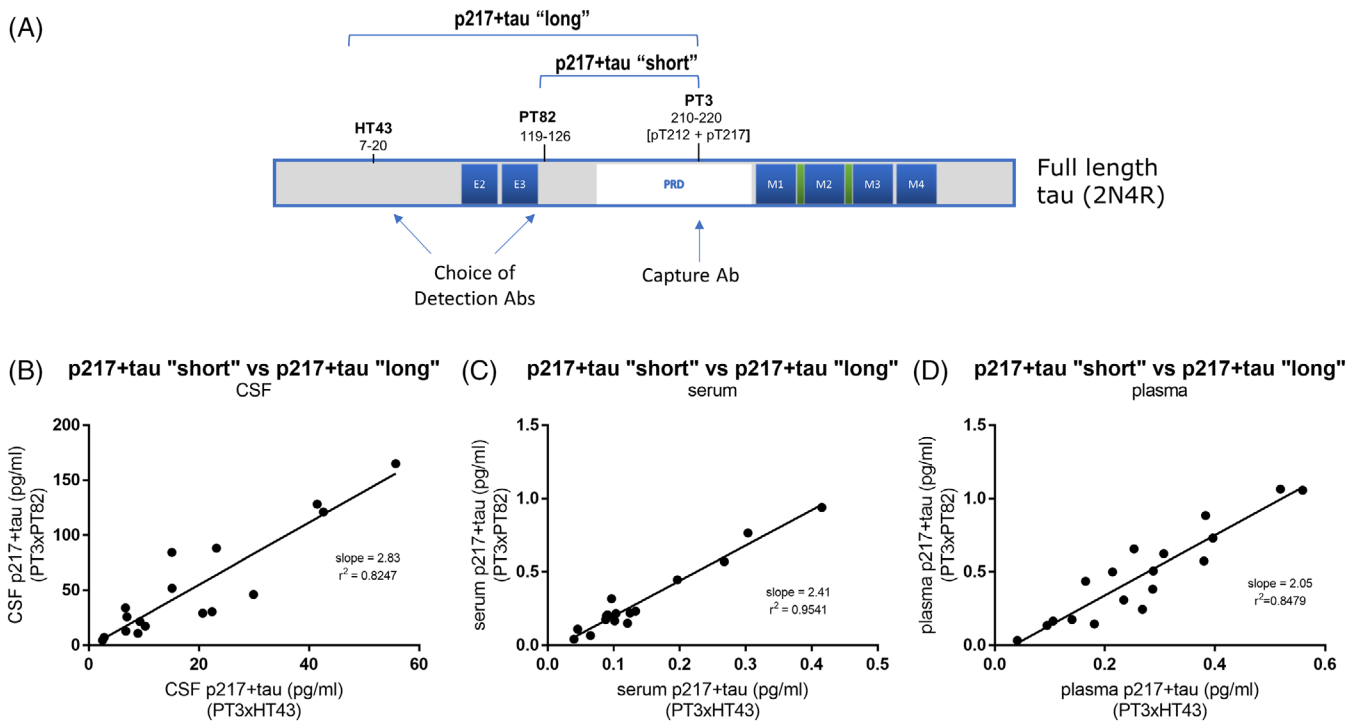 (A)
p217+tau “long”
p217+tau “short”
PT3
210-220
[pT212 + pT217]
PT82
119-126
HT43
7-20
E2
E3
PRD
M1
M2
M3
M4
Full length
tau (2N4R)
Choice of
Detection Abs
Capture Ab
(B)
p217+tau "short" vs p217+tau "long"
CSF
CSF p217+tau (pg/ml)
(PT3xPT82)
200
150
100
50
0
slope = 2.83
r² = 0.8247
0
20
40
60
CSF p217+tau (pg/ml)
(PT3xHT43)
(C)
p217+tau "short" vs p217+tau "long"
serum
serum p217+tau (pg/ml)
(PT3xPT82)
1.5
1.0
0.5
0.0
slope = 2.41
r² = 0.9541
0.0
0.1
0.2
0.3
0.4
0.5
serum p217+tau (pg/ml)
(PT3xHT43)
(D)
p217+tau "short" vs p217+tau "long"
plasma
plasma p217+tau (pg/ml)
(PT3xPT82)
1.5
1.0
0.5
0.0
slope = 2.05
r²=0.8479
0.0
0.2
0.4
0.6
plasma p217+tau (pg/ml)
(PT3xHT43)